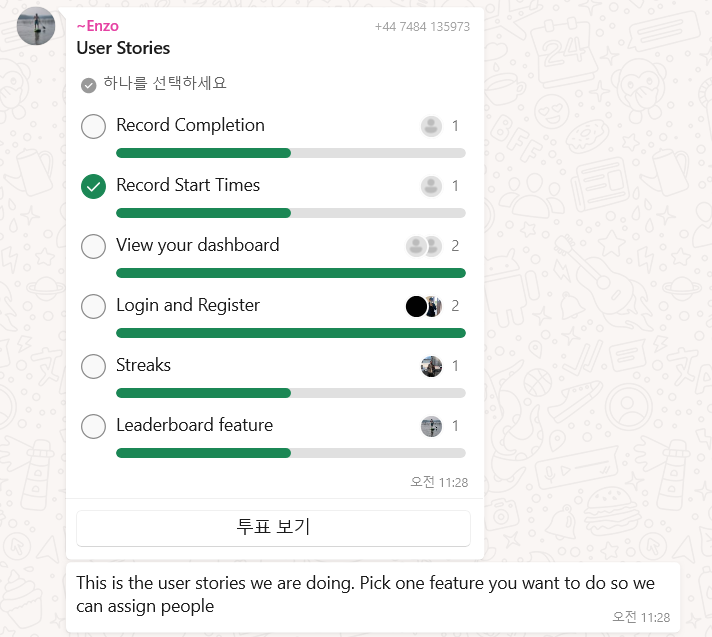 ~Enzo
+44 7484 135973
User Stories
하나를 선택하세요
Record Completion
1
Record Start Times
1
View your dashboard
2
Login and Register
2
Streaks
1
Leaderboard feature
1
오전 11:28
투표 보기
This is the user stories we are doing. Pick one feature you want to do so we
can assign people
오전 11:28